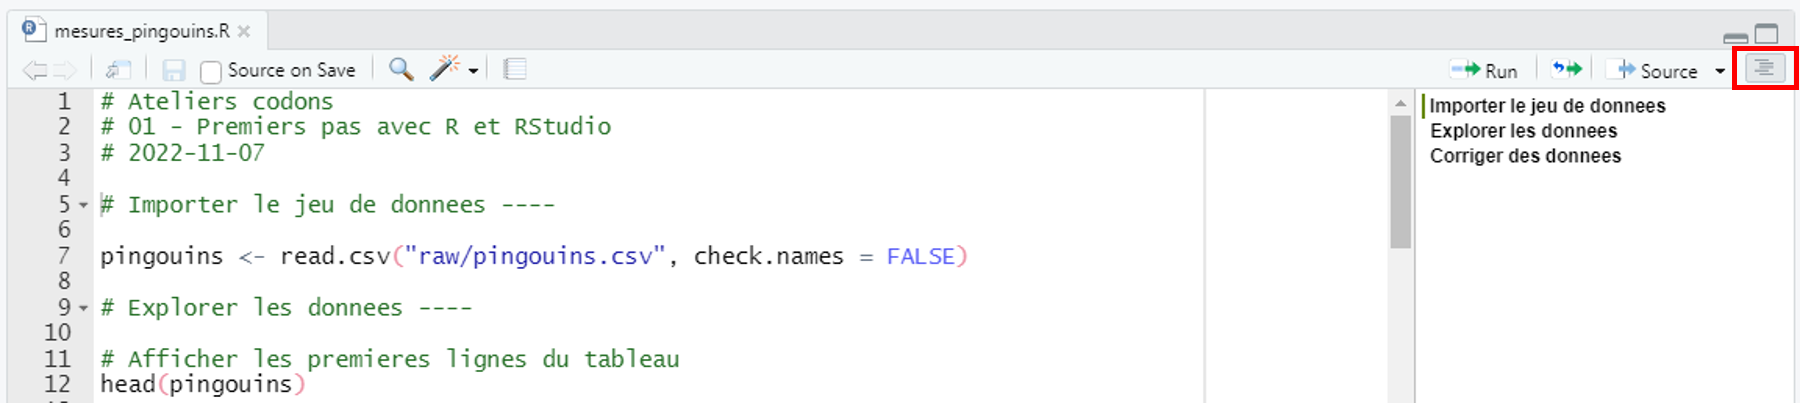 mesures_pingouins.R
Source on Save
Run
Source
1 # Ateliers codons
2 # 01 - Premiers pas avec R et RStudio
3 # 2022-11-07
4
5 # Importer le jeu de donnees ----
6
7 pingouins <- read.csv("raw/pingouins.csv", check.names = FALSE)
8
9 # Explorer les donnees ----
10
11 # Afficher les premieres lignes du tableau
12 head(pingouins)
Importer le jeu de donnees
Explorer les donnees
Corriger des donnees